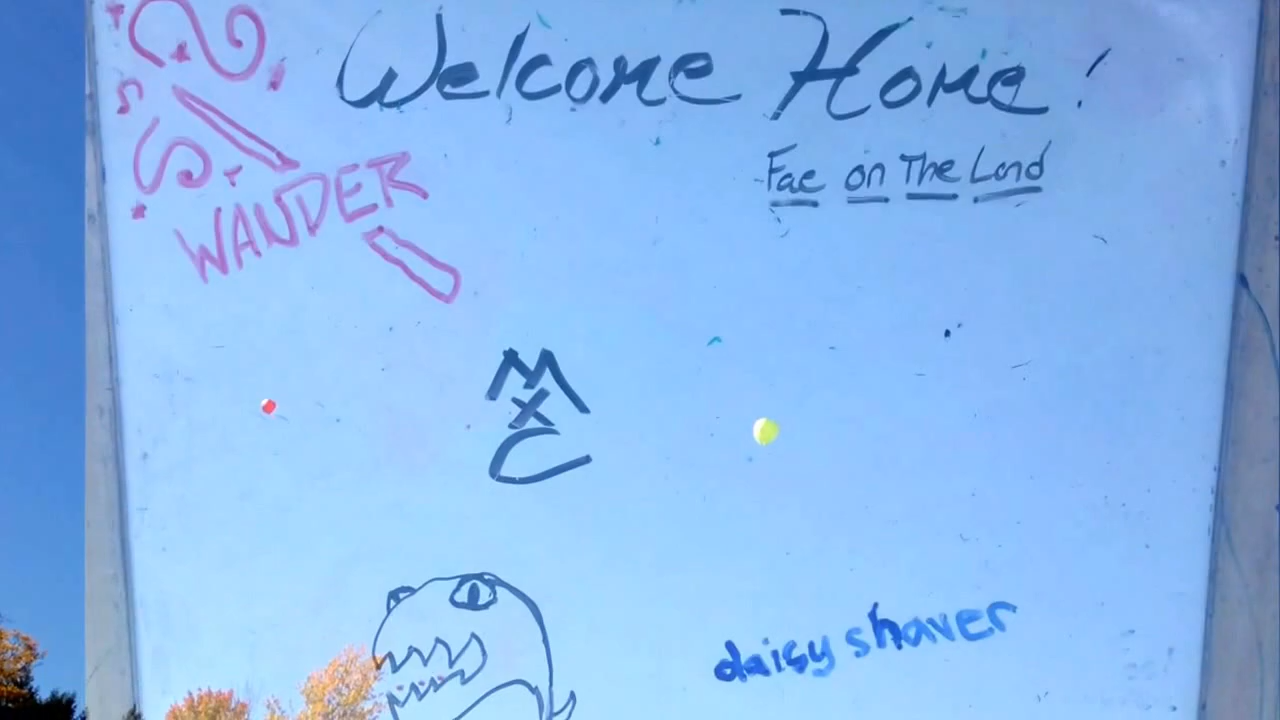 Welcome Home!
Fae on The Land
WANDER
M
X
C
daisy shaver